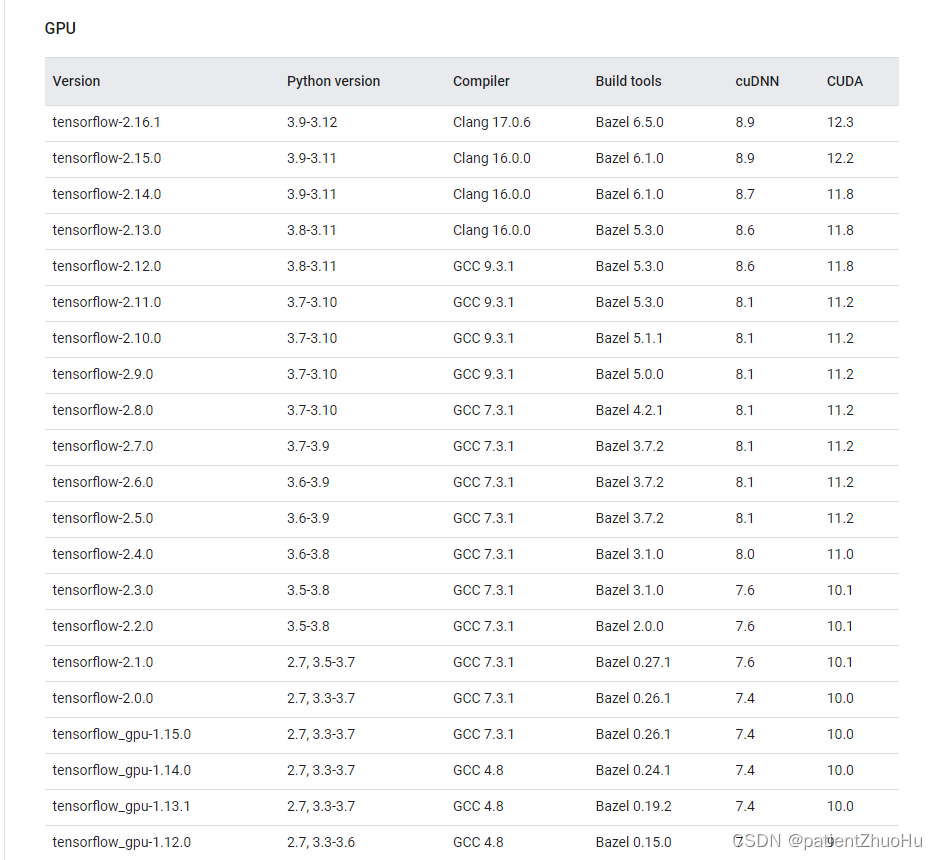 GPU
Version Python version Compiler Build tools cuDNN CUDA
tensorflow-2.16.1 3.9-3.12 Clang 17.0.6 Bazel 6.5.0 8.9 12.3
tensorflow-2.15.0 3.9-3.11 Clang 16.0.0 Bazel 6.1.0 8.9 12.2
tensorflow-2.14.0 3.9-3.11 Clang 16.0.0 Bazel 6.1.0 8.7 11.8
tensorflow-2.13.0 3.8-3.11 Clang 16.0.0 Bazel 5.3.0 8.6 11.8
tensorflow-2.12.0 3.8-3.11 GCC 9.3.1 Bazel 5.3.0 8.6 11.8
tensorflow-2.11.0 3.7-3.10 GCC 9.3.1 Bazel 5.3.0 8.1 11.2
tensorflow-2.10.0 3.7-3.10 GCC 9.3.1 Bazel 5.1.1 8.1 11.2
tensorflow-2.9.0 3.7-3.10 GCC 9.3.1 Bazel 5.0.0 8.1 11.2
tensorflow-2.8.0 3.7-3.10 GCC 7.3.1 Bazel 4.2.1 8.1 11.2
tensorflow-2.7.0 3.7-3.9 GCC 7.3.1 Bazel 3.7.2 8.1 11.2
tensorflow-2.6.0 3.6-3.9 GCC 7.3.1 Bazel 3.7.2 8.1 11.2
tensorflow-2.5.0 3.6-3.9 GCC 7.3.1 Bazel 3.7.2 8.1 11.2
tensorflow-2.4.0 3.6-3.8 GCC 7.3.1 Bazel 3.1.0 8.0 11.0
tensorflow-2.3.0 3.5-3.8 GCC 7.3.1 Bazel 3.1.0 7.6 10.1
tensorflow-2.2.0 3.5-3.8 GCC 7.3.1 Bazel 2.0.0 7.6 10.1
tensorflow-2.1.0 2.7, 3.5-3.7 GCC 7.3.1 Bazel 0.27.1 7.6 10.1
tensorflow-2.0.0 2.7, 3.3-3.7 GCC 7.3.1 Bazel 0.26.1 7.4 10.0
tensorflow_gpu-1.15.0 2.7, 3.3-3.7 GCC 7.3.1 Bazel 0.26.1 7.4 10.0
tensorflow_gpu-1.14.0 2.7, 3.3-3.7 GCC 4.8 Bazel 0.24.1 7.4 10.0
tensorflow_gpu-1.13.1 2.7, 3.3-3.7 GCC 4.8 Bazel 0.19.2 7.4 10.0
tensorflow_gpu-1.12.0 2.7, 3.3-3.6 GCC 4.8 Bazel 0.15.0 7 9
CSDN @patientZhuoHu